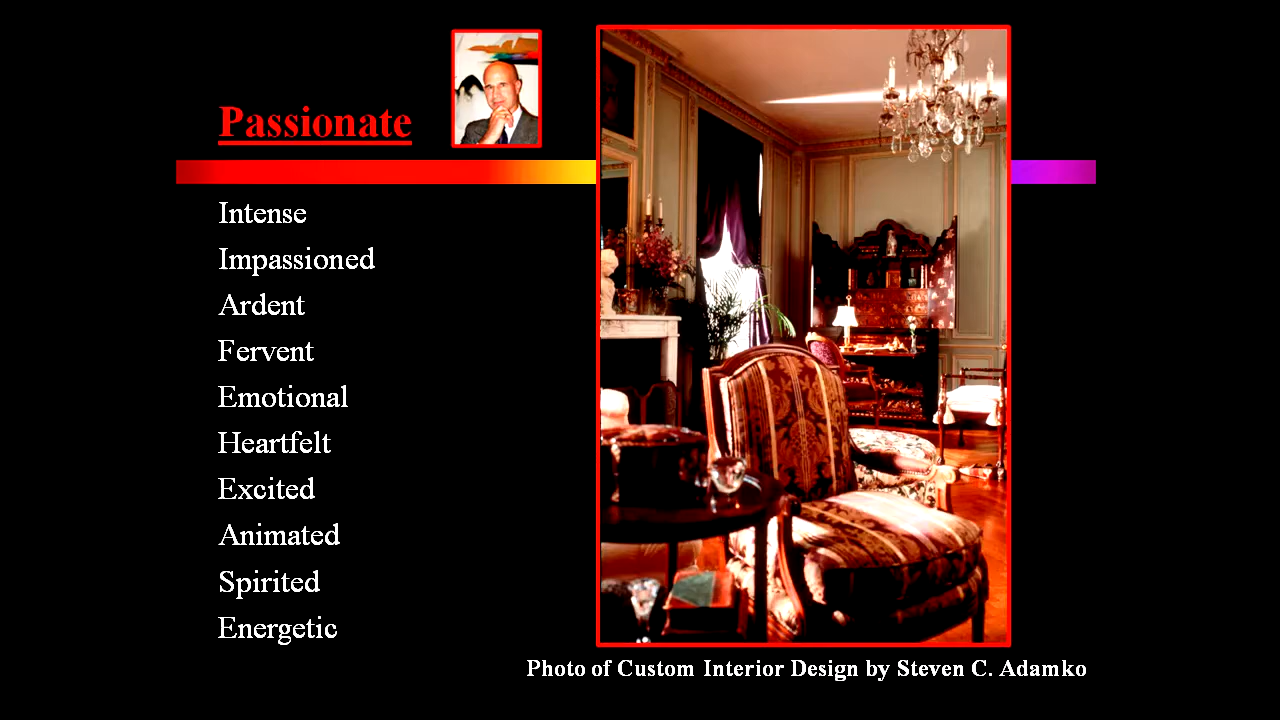 Passionate
Intense
Impassioned
Ardent
Fervent
Emotional
Heartfelt
Excited
Animated
Spirited
Energetic
Photo of Custom Interior Design by Steven C. Adamko